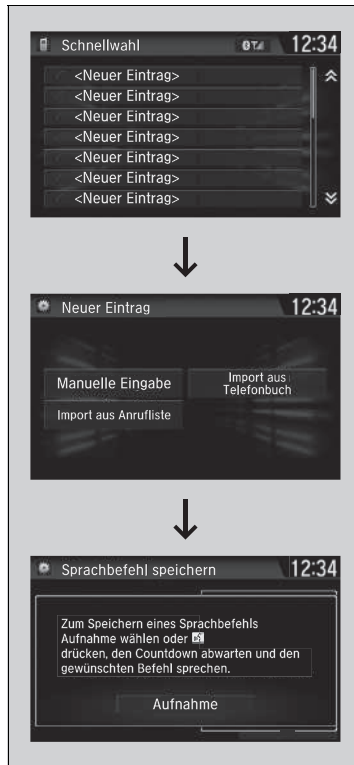 Schnellwahl 12:34
<Neuer Eintrag>
<Neuer Eintrag>
<Neuer Eintrag>
<Neuer Eintrag>
<Neuer Eintrag>
<Neuer Eintrag>
<Neuer Eintrag>
Neuer Eintrag 12:34
Manuelle Eingabe
Import aus
Telefonbuch
Import aus Anrufliste
Sprachbefehl speichern 12:34
Zum Speichern eines Sprachbefehls
Aufnahme wählen oder
drücken, den Countdown abwarten und den
gewünschten Befehl sprechen.
Aufnahme